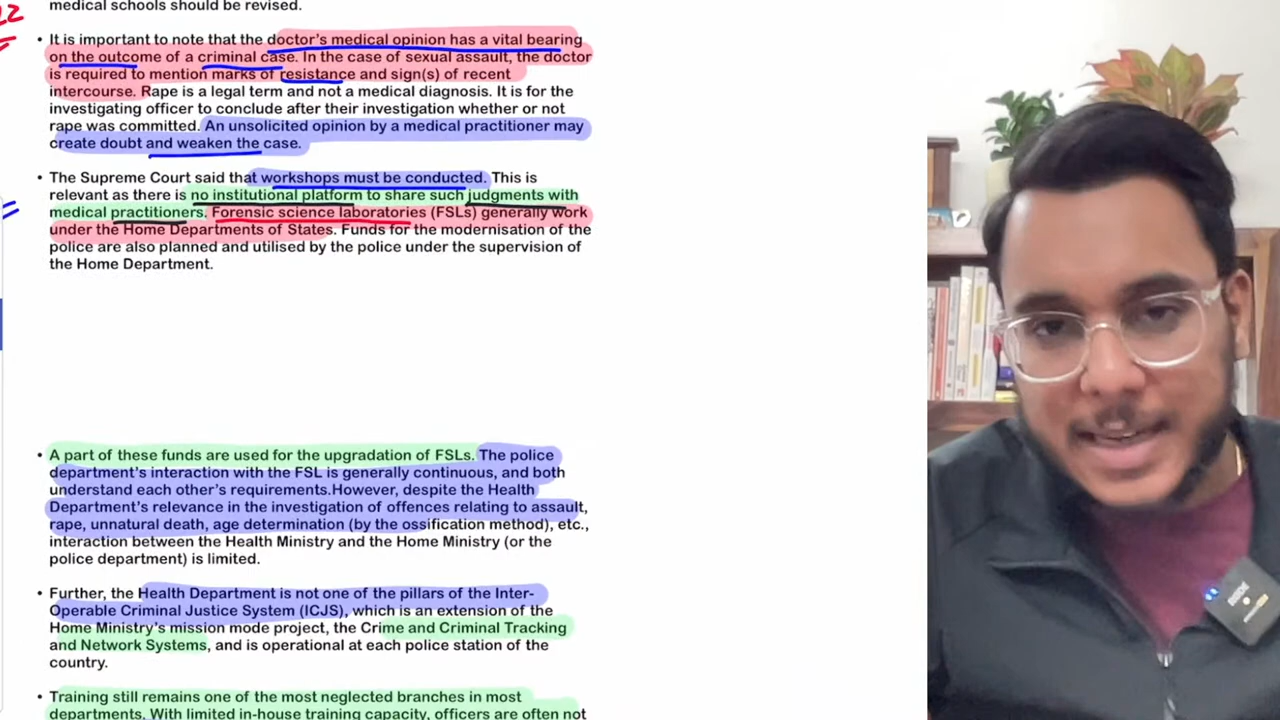 22
medical schools should be revised.
• It is important to note that the doctor's medical opinion has a vital bearing
on the outcome of a criminal case. In the case of sexual assault, the doctor
is required to mention marks of resistance and sign(s) of recent
intercourse. Rape is a legal term and not a medical diagnosis. It is for the
investigating officer to conclude after their investigation whether or not
rape was committed. An unsolicited opinion by a medical practitioner may
create doubt and weaken the case.
• The Supreme Court said that workshops must be conducted. This is
relevant as there is no institutional platform to share such judgments with
medical practitioners. Forensic science laboratories (FSLs) generally work
under the Home Departments of States. Funds for the modernisation of the
police are also planned and utilised by the police under the supervision of
the Home Department.
• A part of these funds are used for the upgradation of FSLs. The police
department's interaction with the FSL is generally continuous, and both
understand each other's requirements.However, despite the Health
Department's relevance in the investigation of offences relating to assault,
rape, unnatural death, age determination (by the ossification method), etc.,
interaction between the Health Ministry and the Home Ministry (or the
police department) is limited.
• Further, the Health Department is not one of the pillars of the Inter-
Operable Criminal Justice System (ICJS), which is an extension of the
Home Ministry's mission mode project, the Crime and Criminal Tracking
and Network Systems, and is operational at each police station of the
country.
• Training still remains one of the most neglected branches in most
departments. With limited in-house training capacity, officers are often not